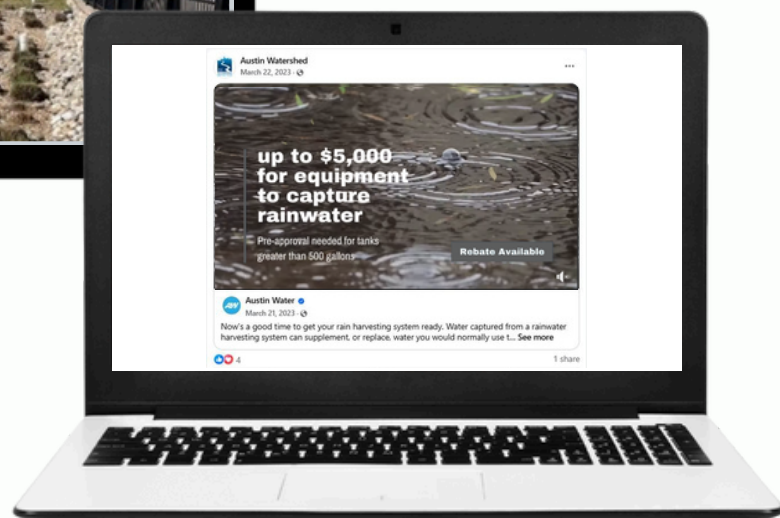 Austin Watershed
March 22, 2023 ·
up to $5,000
for equipment
to capture
rainwater
Pre-approval needed for tanks
greater than 500 gallons
Rebate Available
Austin Water
March 21, 2023 ·
Now's a good time to get your rain harvesting system ready. Water captured from a rainwater
harvesting system can supplement, or replace, water you would normally use t... See more
4
1 share